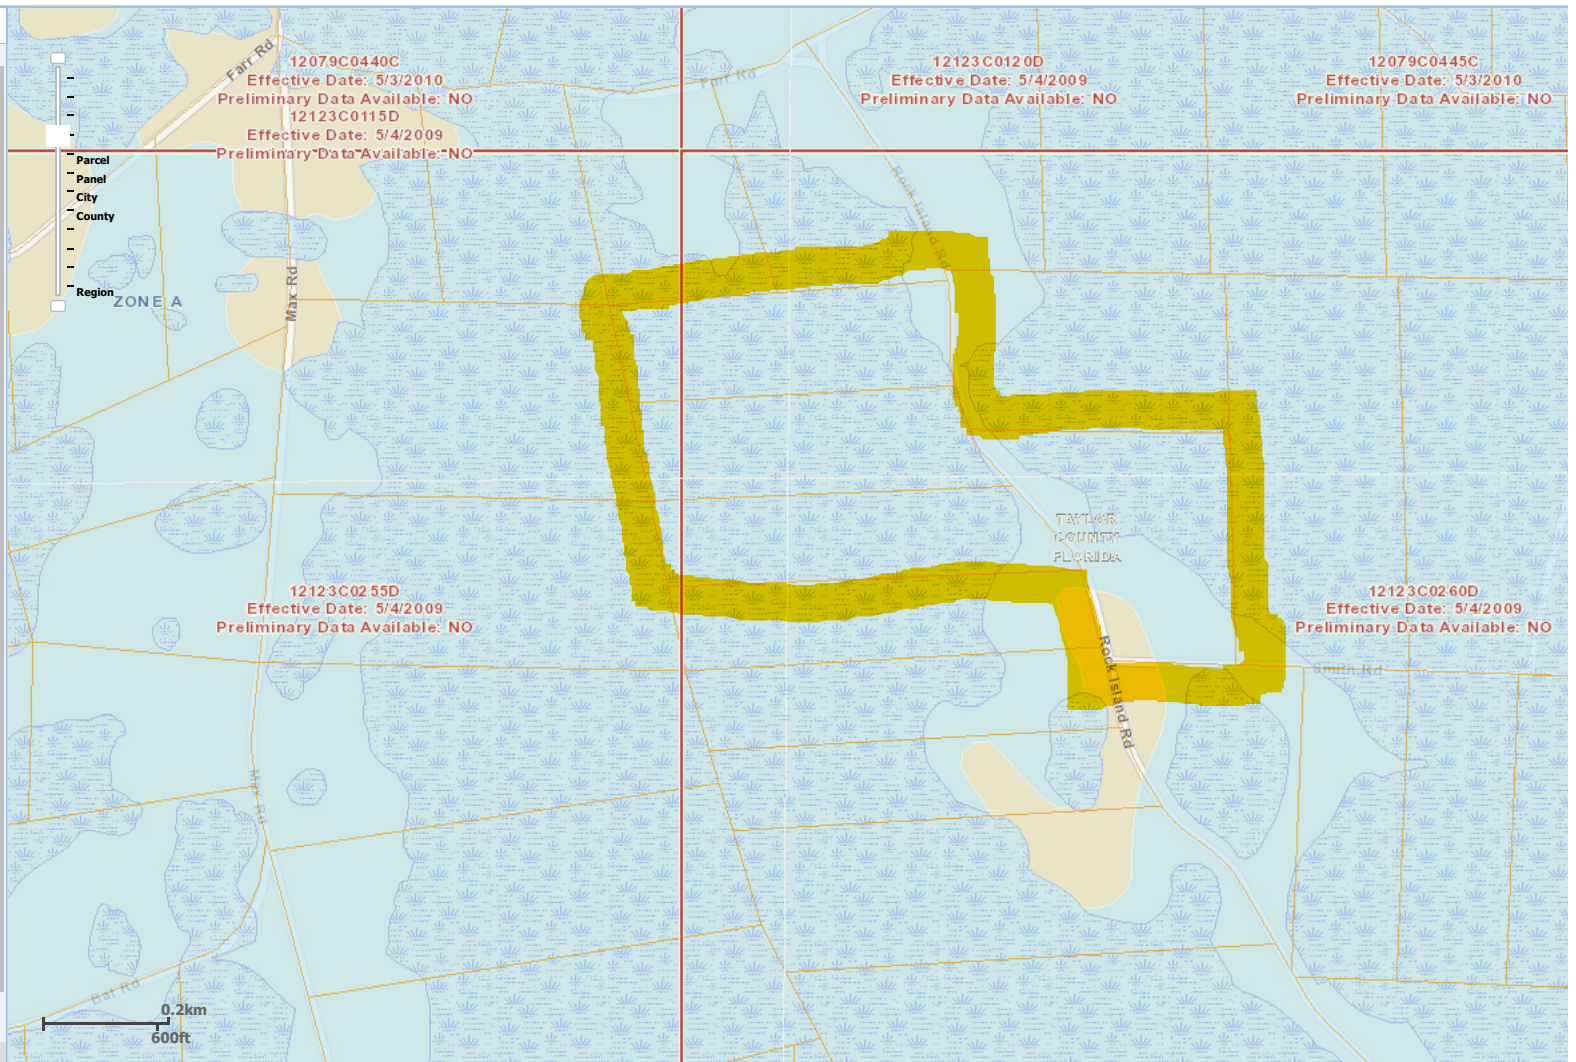 Farr Rd
12079C0440C
Effective Date: 5/3/2010
Preliminary Data Available: NO
12123C0115D
Effective Date: 5/4/2009
Preliminary Data Available: NO
Farr Rd
12123C0120D
Effective Date: 5/4/2009
Preliminary Data Available: NO
12079C0445C
Effective Date: 5/3/2010
Preliminary Data Available: NO
Parcel
Panel
City
County
Region
ZONE A
Max Rd
Rock Island Rd
TAYLOR
COUNTY
FLORIDA
12123C0255D
Effective Date: 5/4/2009
Preliminary Data Available: NO
12123C0260D
Effective Date: 5/4/2009
Preliminary Data Available: NO
Rock Island Rd
Smith Rd
Max Rd
Bat Rd
0.2km
600ft